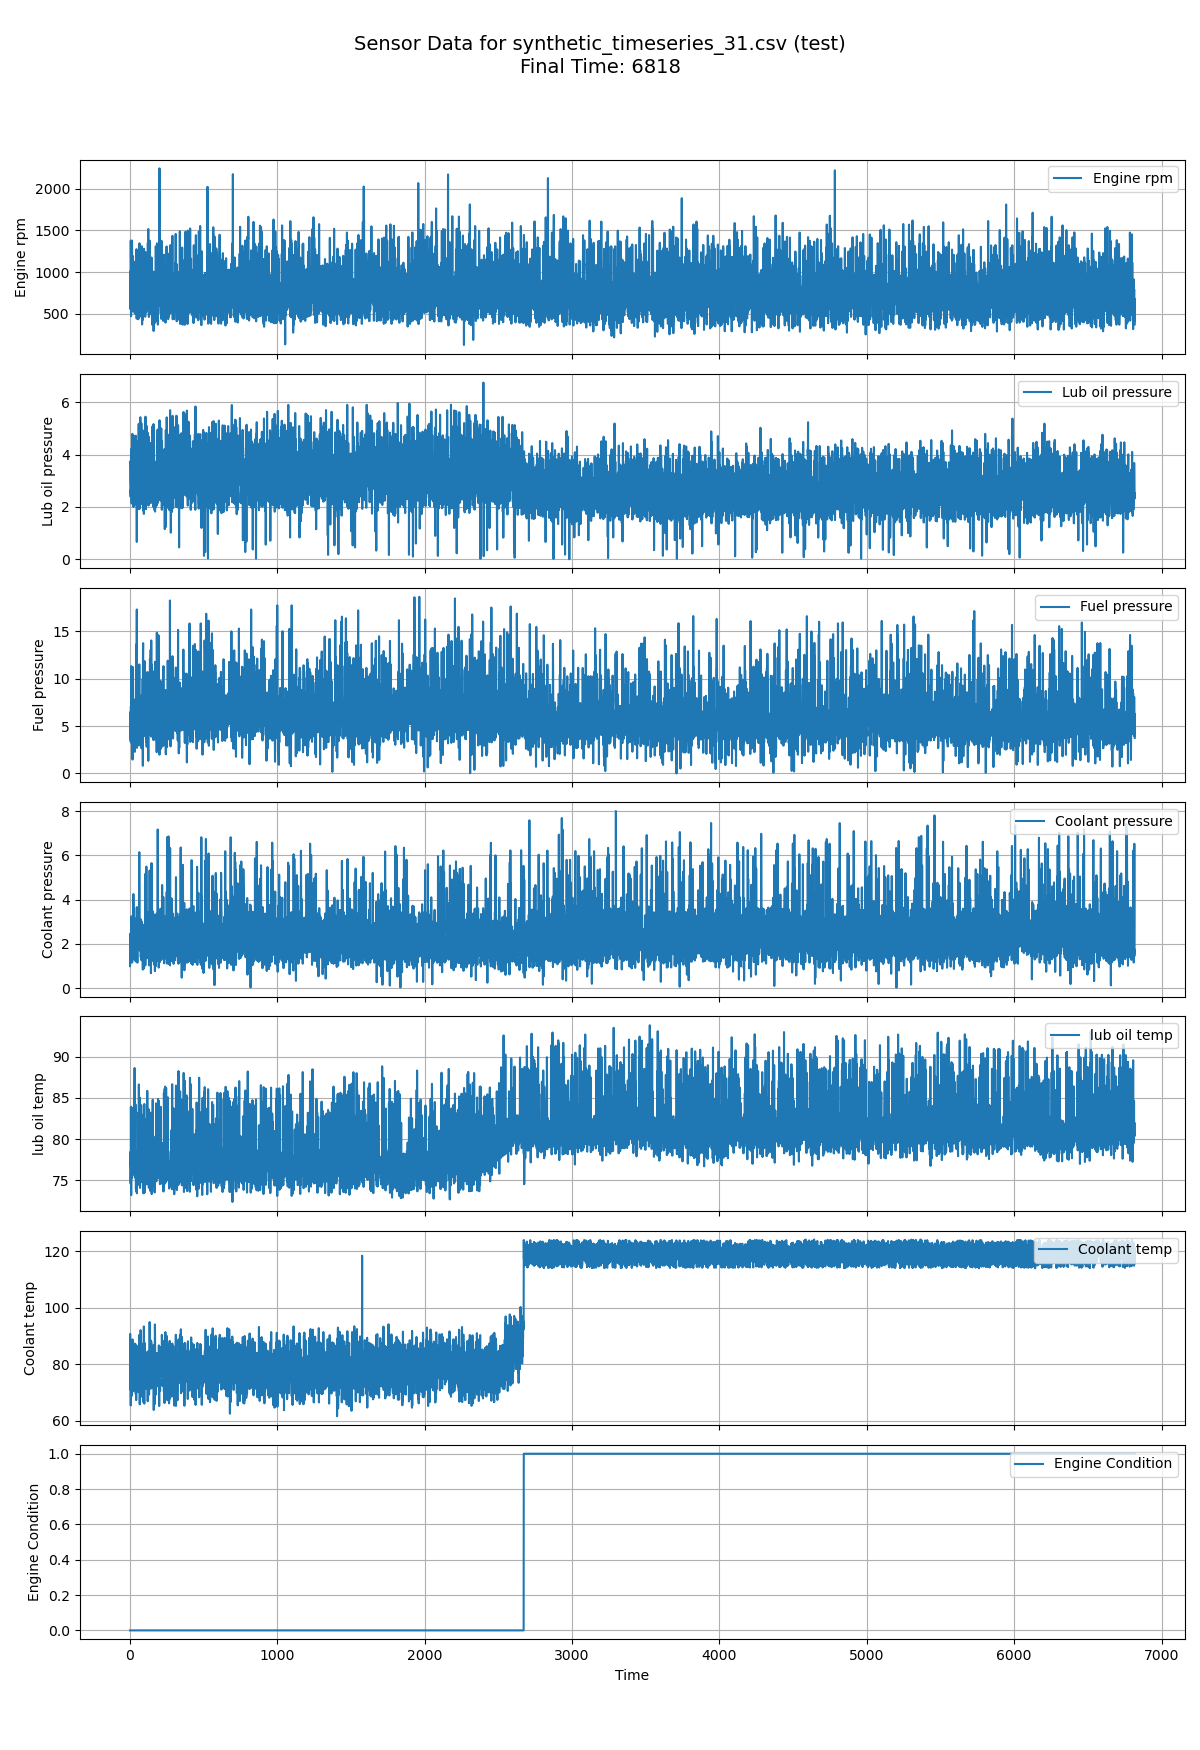 Sensor Data for synthetic_timeseries_31.csv (test)
Final Time: 6818
Engine rpm
2000
1500
1000
500
Engine rpm
Lub oil pressure
6
4
2
0
Lub oil pressure
Fuel pressure
15
10
5
0
Fuel pressure
Coolant pressure
8
6
4
2
0
Coolant pressure
lub oil temp
90
85
80
75
lub oil temp
Coolant temp
120
100
80
60
Coolant temp
Engine Condition
1.0
0.8
0.6
0.4
0.2
0.0
Engine Condition
0 1000 2000 3000 4000 5000 6000 7000
Time